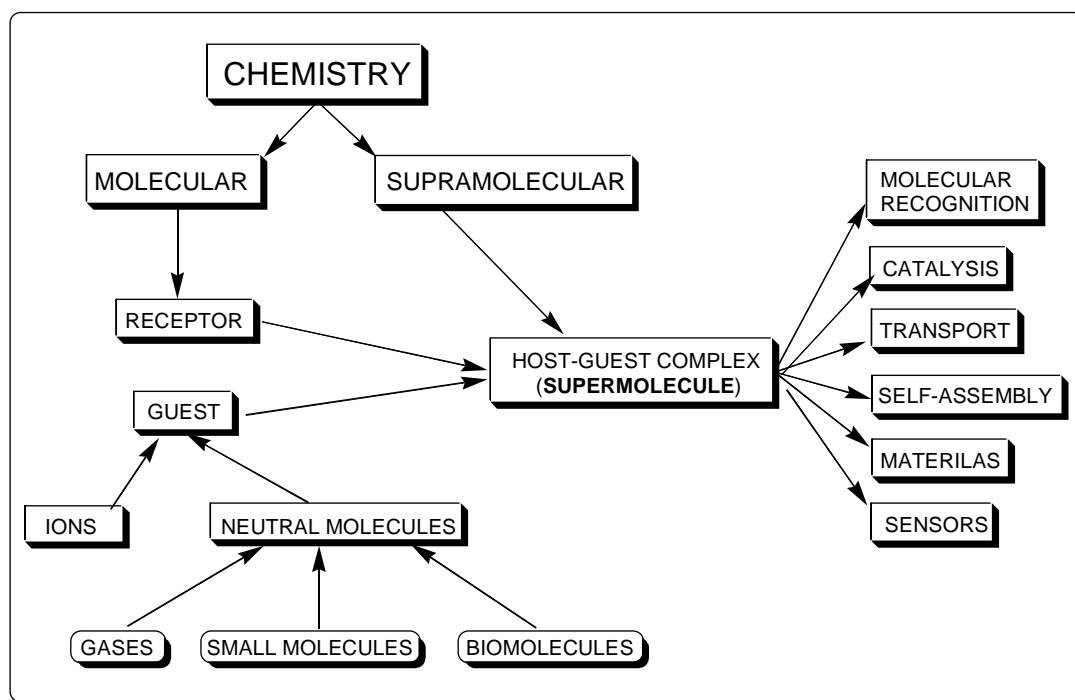 CHEMISTRY
MOLECULAR
SUPRAMOLECULAR
MOLECULAR
RECOGNITION
CATALYSIS
RECEPTOR
TRANSPORT
HOST-GUEST COMPLEX
(SUPERMOLECULE)
SELF-ASSEMBLY
GUEST
MATERILAS
IONS
NEUTRAL MOLECULES
SENSORS
GASES
SMALL MOLECULES
BIOMOLECULES